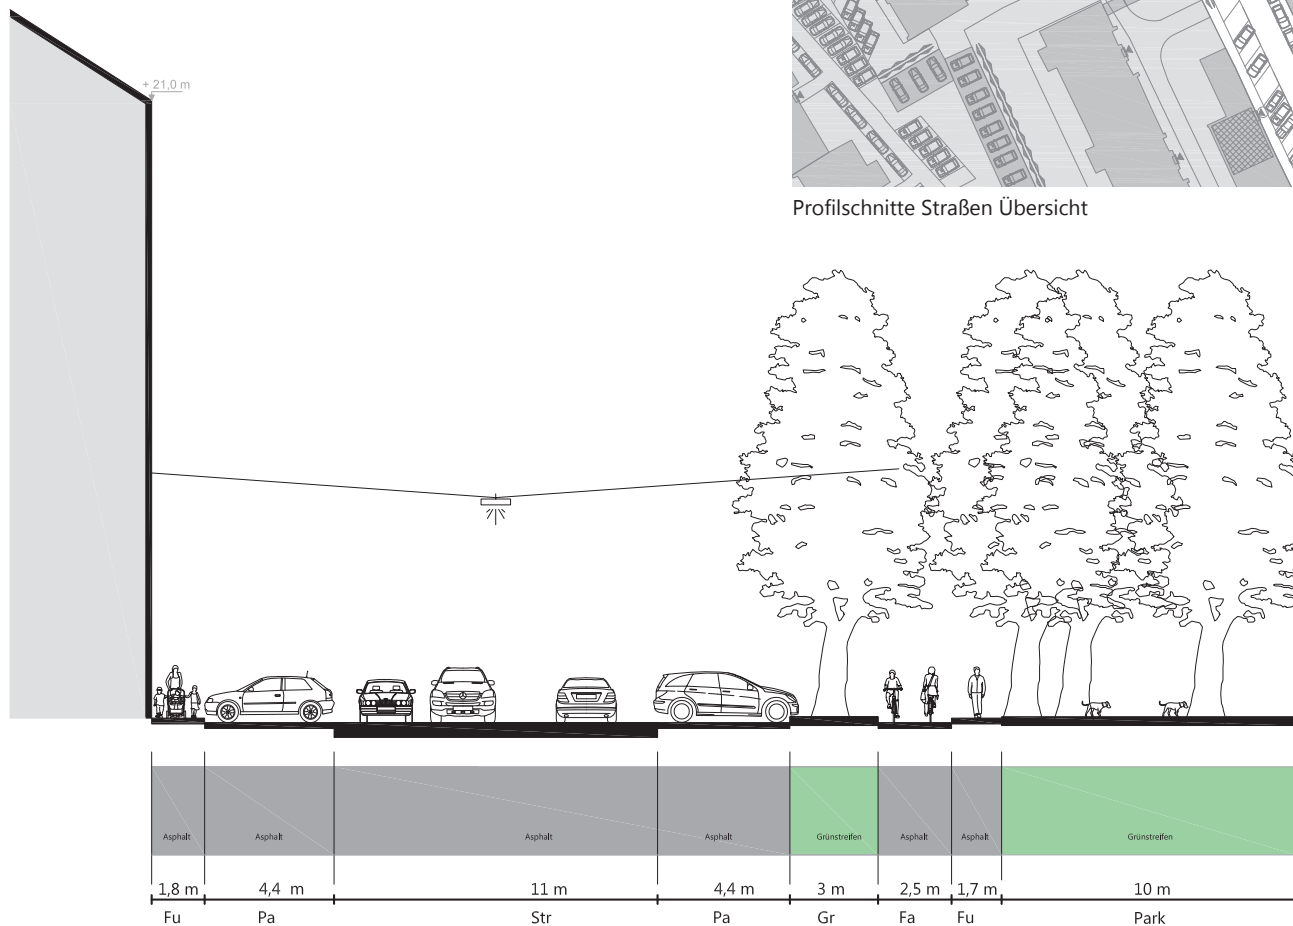 + 21,0 m
Profilschnitte Straßen Übersicht
Asphalt Asphalt Asphalt Asphalt Grünstreifen Asphalt Asphalt Grünstreifen
1,8 m 4,4 m 11 m 4,4 m 3 m 2,5 m 1,7 m 10 m
Fu Pa Str Pa Gr Fa Fu Park